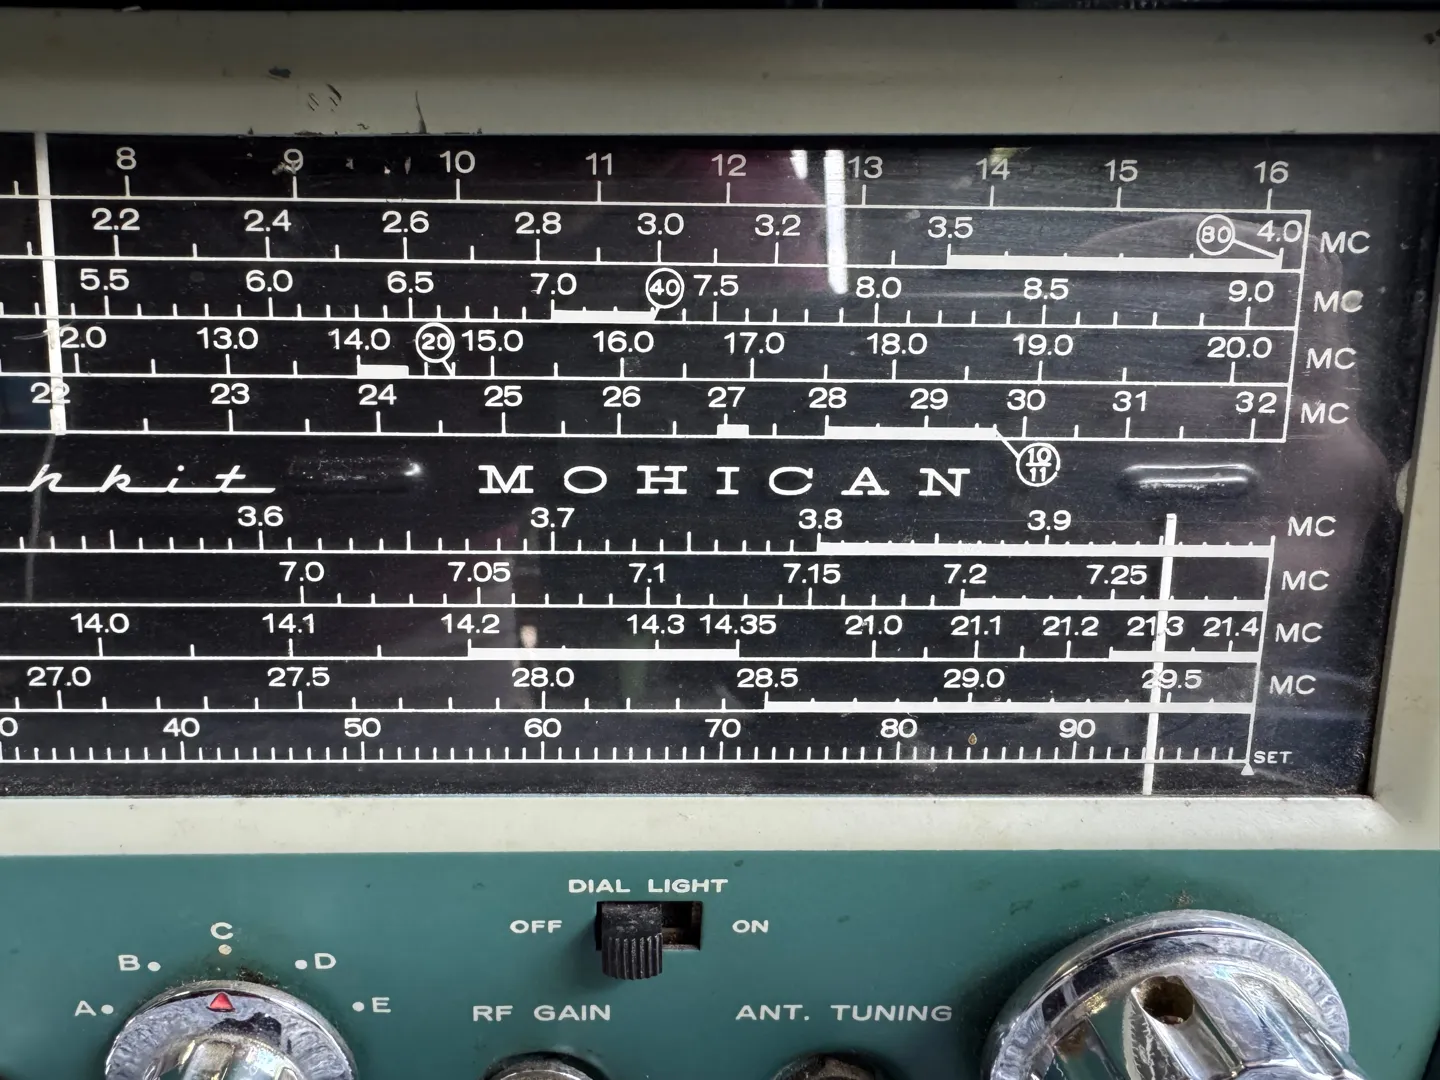 8 9 10 11 12 13 14 15 16
2.2 2.4 2.6 2.8 3.0 3.2 3.5 80 4.0 MC
5.5 6.0 6.5 7.0 40 7.5 8.0 8.5 9.0 MC
2.0 13.0 14.0 20 15.0 16.0 17.0 18.0 19.0 20.0 MC
22 23 24 25 26 27 28 29 30 31 32 MC
hkit MOHICAN 10 11
3.6 3.7 3.8 3.9 MC
7.0 7.05 7.1 7.15 7.2 7.25 MC
14.0 14.1 14.2 14.3 14.35 21.0 21.1 21.2 21.3 21.4 MC
27.0 27.5 28.0 28.5 29.0 29.5 MC
0 40 50 60 70 80 90
SET
DIAL LIGHT
OFF ON
C
B D
A E
RF GAIN ANT. TUNING